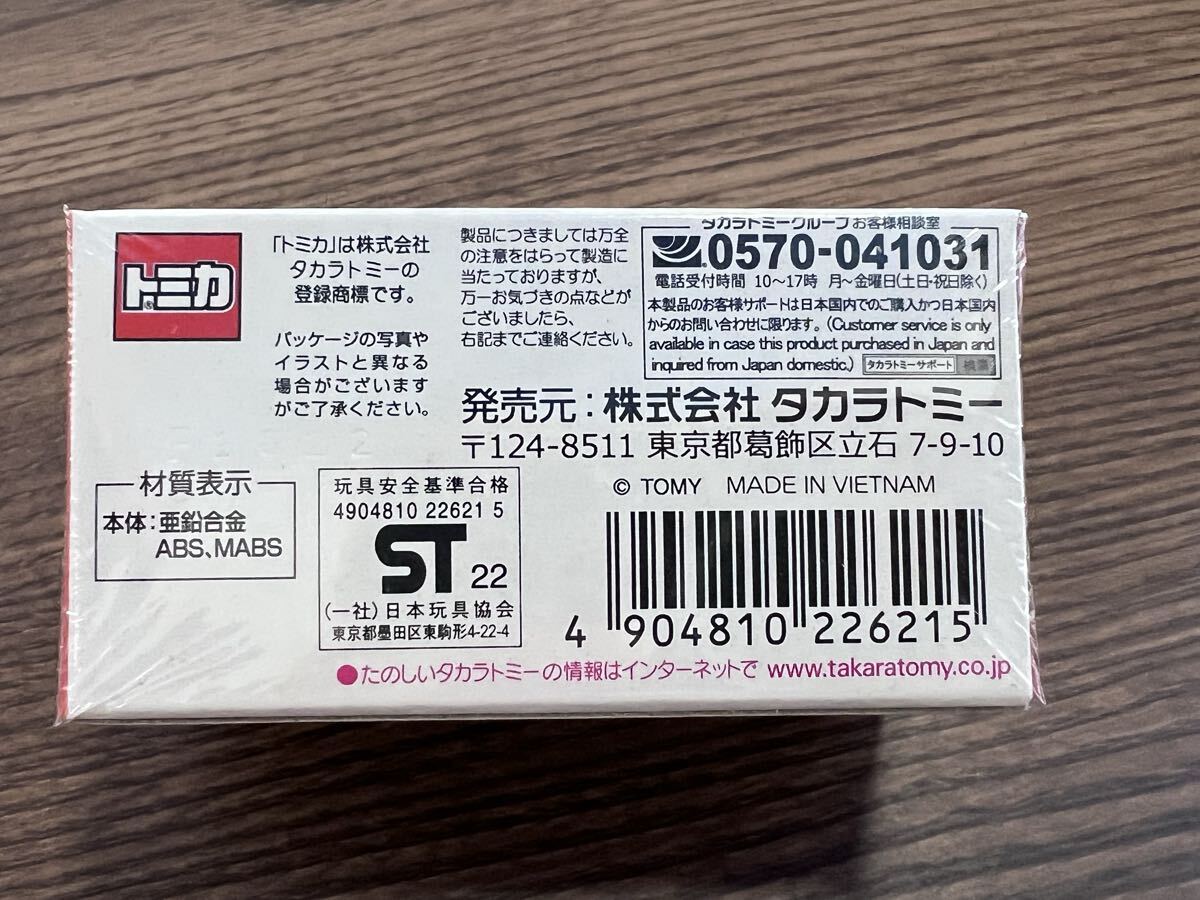 トミカ
「トミカ」は株式会社
タカラトミーの
登録商標です。
パッケージの写真や
イラストと異なる
場合がございます
がご了承ください。
製品につきましては万全
の注意をはらって製造に
当たっておりますが、
万一お気づきの点などが
ございましたら、
右記までご連絡ください。
タカラトミーグループ お客様相談室
0570-041031
電話受付時間 10～17時 月～金曜日(土日・祝日除く)
本製品のお客様サポートは日本国内でのご購入かつ日本国内
からのお問い合わせに限ります。(Customer service is only
available in case this product purchased in Japan and
inquired from Japan domestic.) タカラトミーサポート 検索
発売元：株式会社 タカラトミー
〒124-8511 東京都葛飾区立石 7-9-10
材質表示
本体：亜鉛合金
ABS、MABS
玩具安全基準合格
4904810 22621 5
ST 22
(一社)日本玩具協会
東京都墨田区東駒形4-22-4
© TOMY MADE IN VIETNAM
4 904810 226215
●たのしいタカラトミーの情報はインターネットで www.takaratomy.co.jp